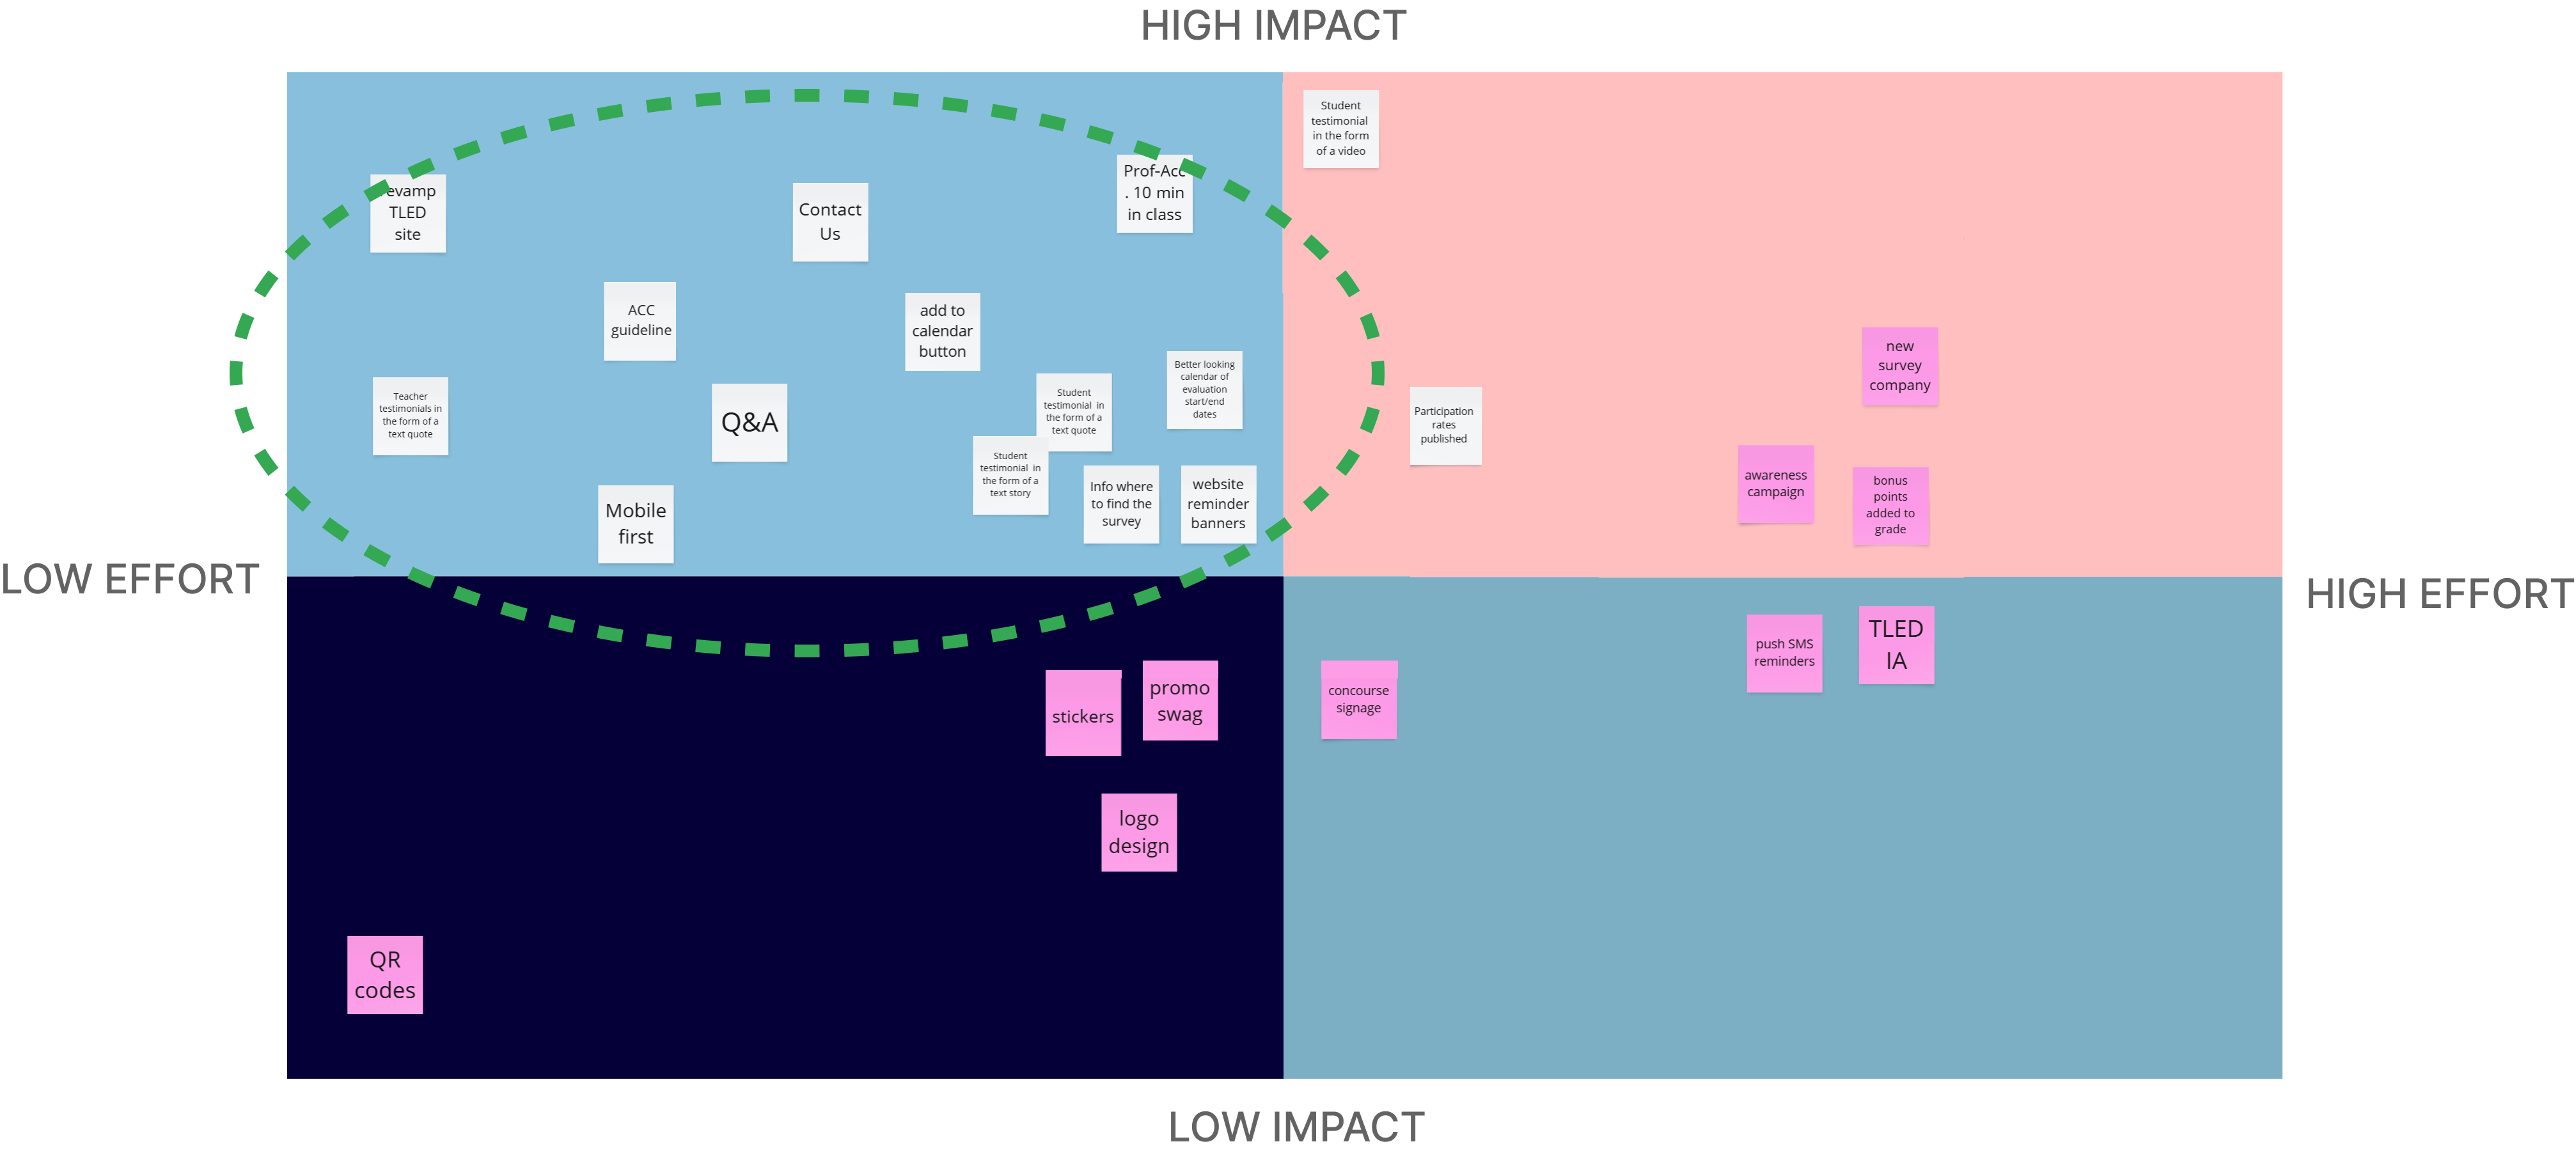 HIGH IMPACT
Student
testimonial
in the form
of a video
Prof-Acc
. 10 min
in class
evamp
TLED
site
Contact
Us
ACC
guideline
add to
calendar
button
new
survey
company
Better looking
calendar of
evaluation
start/end
dates
Teacher
testimonials in
the form of a
text quote
Q&A
Student
testimonial in
the form of a
text quote
Participation
rates
published
Student
testimonial in
the form of a
text story
awareness
campaign
bonus
points
added to
grade
Mobile
first
Info where
to find the
survey
website
reminder
banners
LOW EFFORT
HIGH EFFORT
push SMS
reminders
TLED
IA
stickers
promo
swag
concourse
signage
logo
design
QR
codes
LOW IMPACT